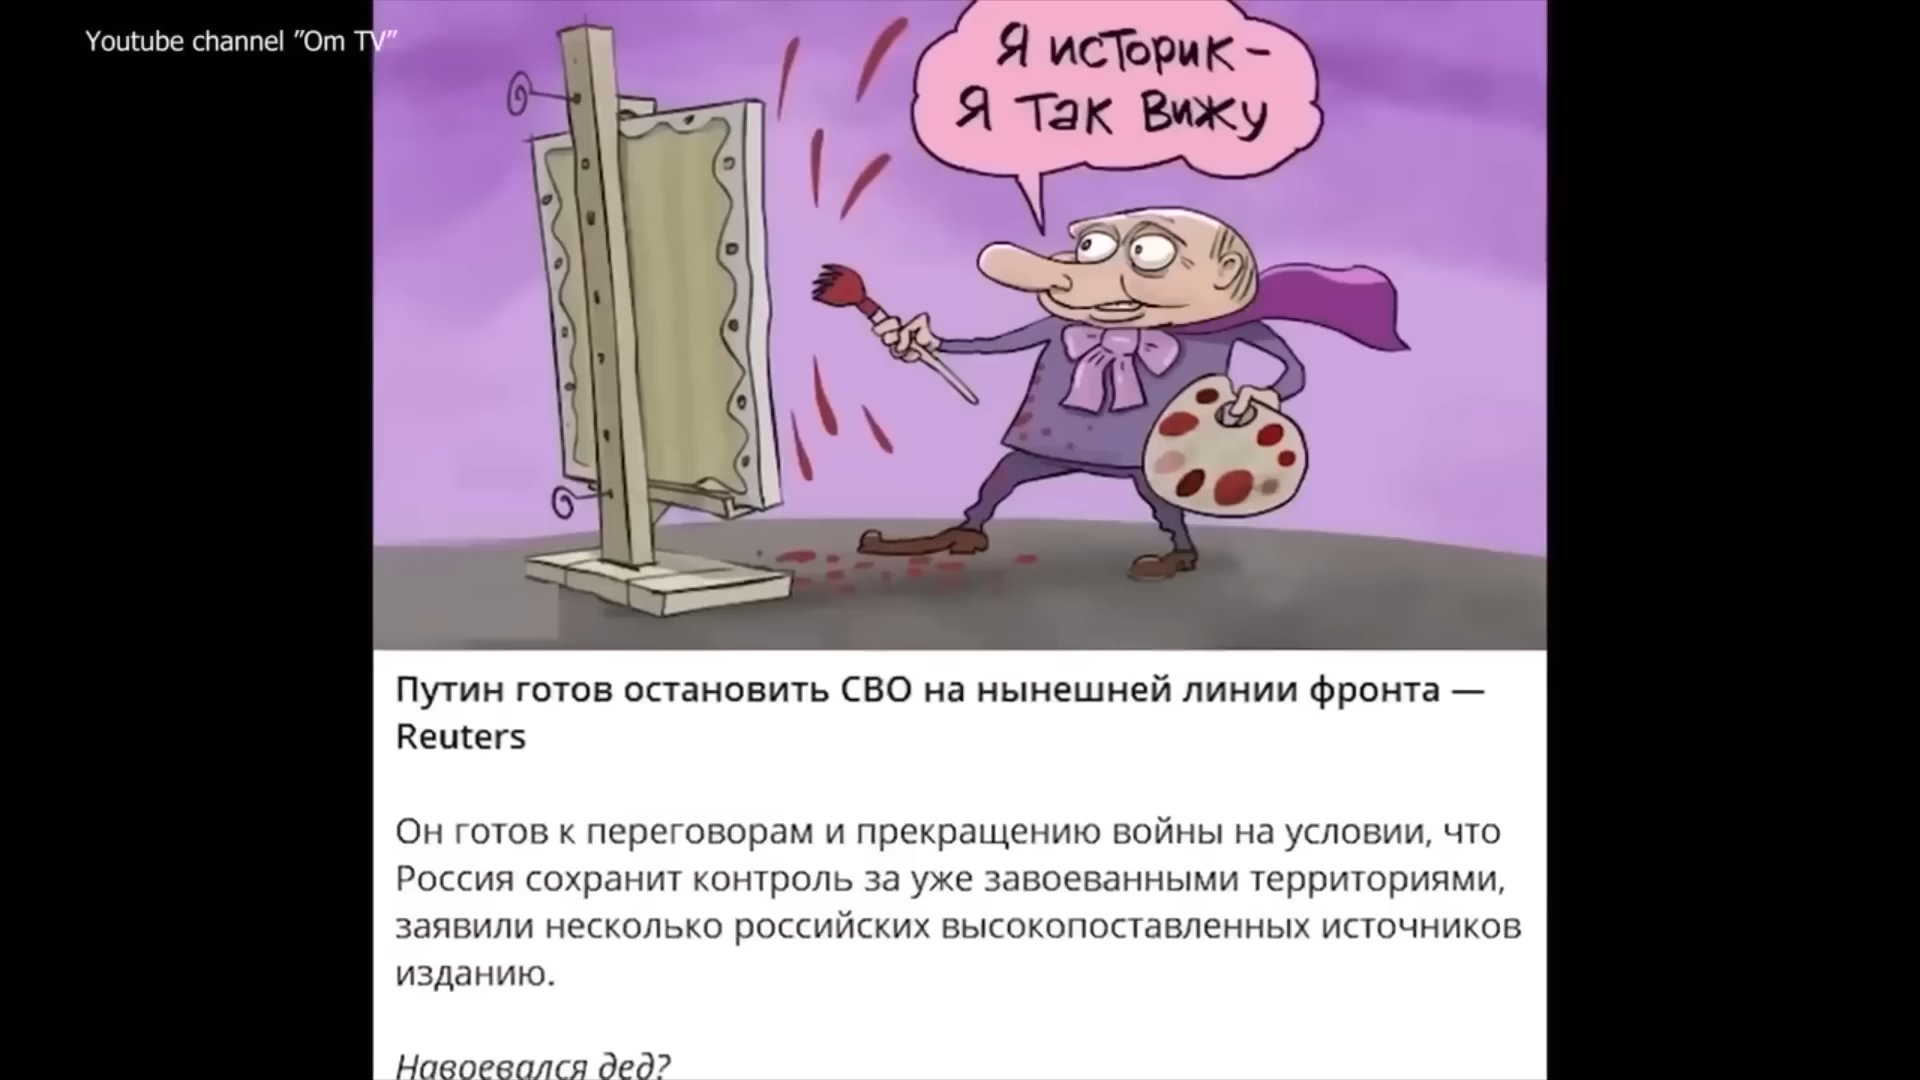 Youtube channel "Om TV"
Я историк -
Я так вижу
Путин готов остановить СВО на нынешней линии фронта —
Reuters
Он готов к переговорам и прекращению войны на условии, что
Россия сохранит контроль за уже завоеванными территориями,
заявили несколько российских высокопоставленных источников
изданию.
Навоевался дед?